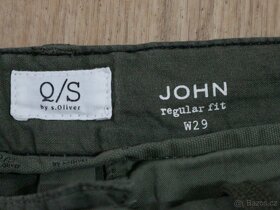 Q/S
by s.Oliver
JOHN
regular fit
W29
Bazos.cz